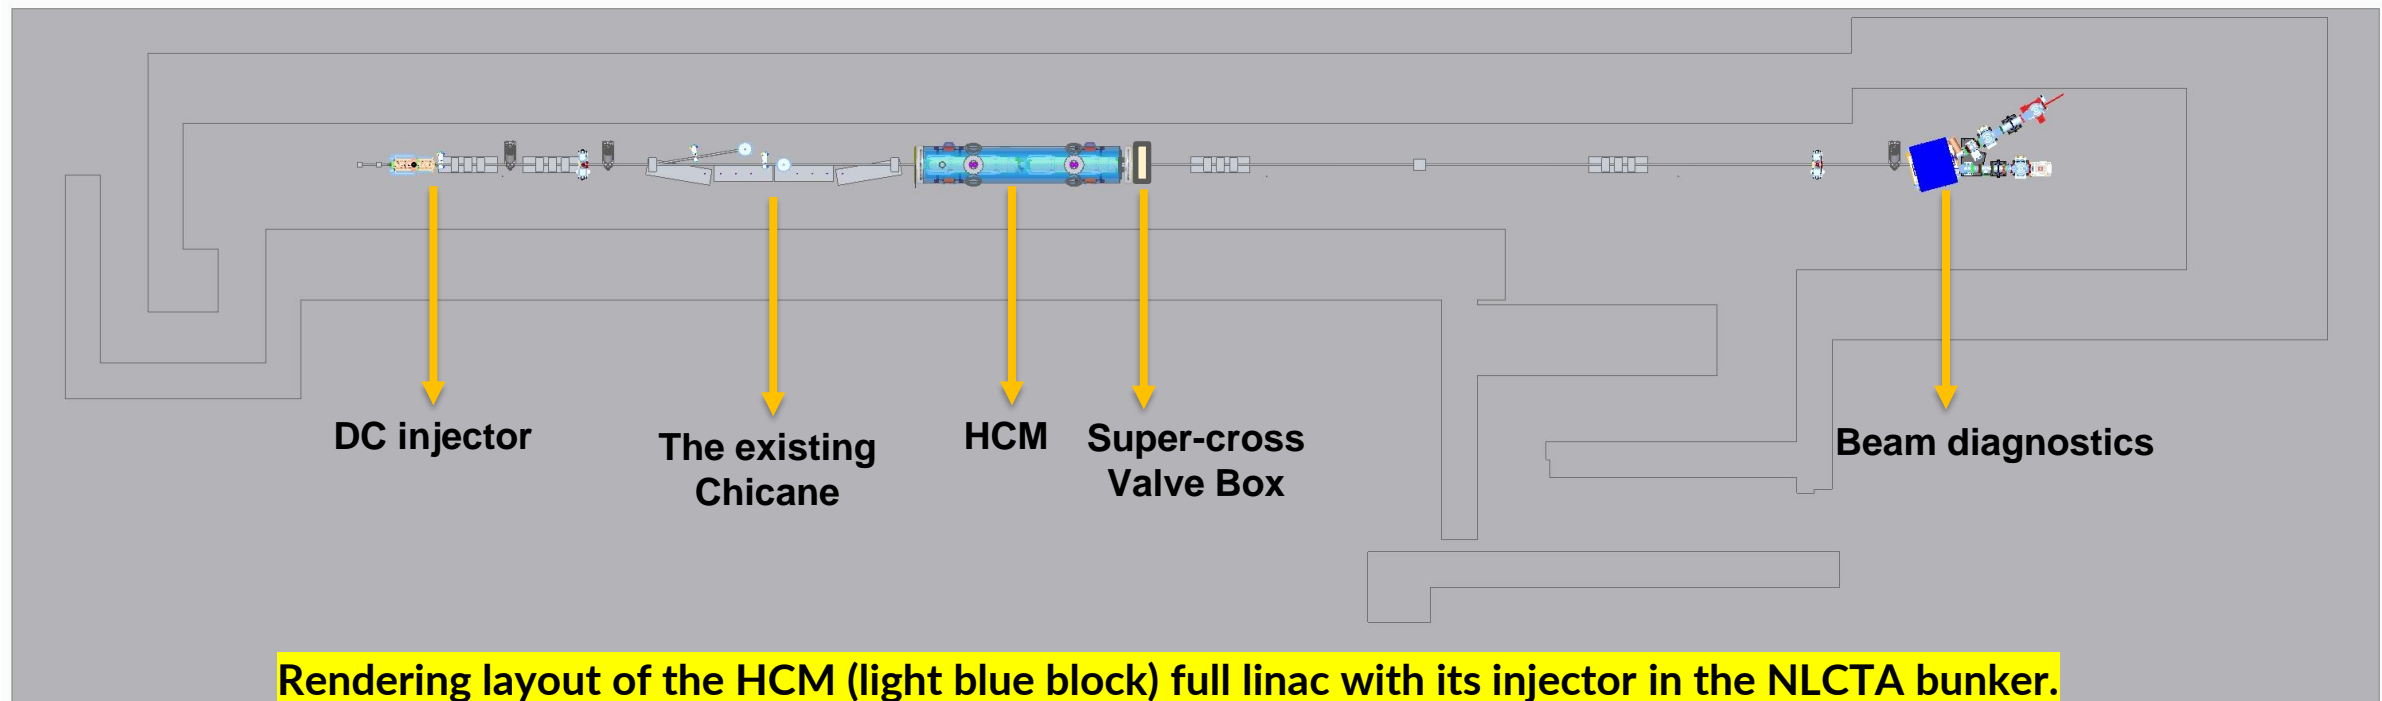 DC injector
The existing
Chicane
HCM
Super-cross
Valve Box
Beam diagnostics
Rendering layout of the HCM (light blue block) full linac with its injector in the NLCTA bunker.